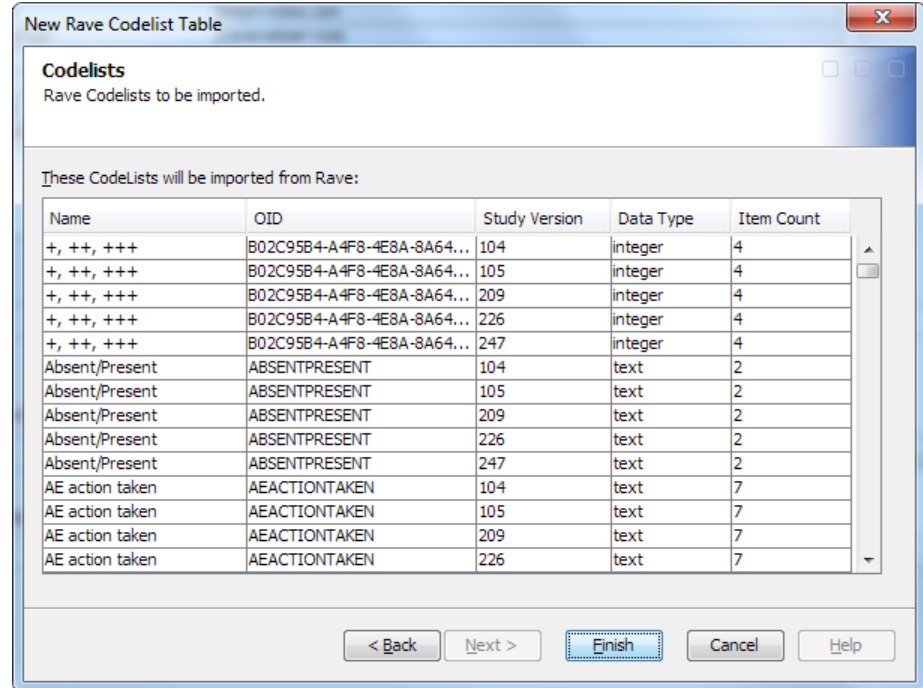 New Rave Codelist Table
Codelists
Rave Codelists to be imported.
These CodeLists will be imported from Rave:
Name OID Study Version Data Type Item Count
+, ++, +++ B02C95B4-A4F8-4E8A-8A64... 104 integer 4
+, ++, +++ B02C95B4-A4F8-4E8A-8A64... 105 integer 4
+, ++, +++ B02C95B4-A4F8-4E8A-8A64... 209 integer 4
+, ++, +++ B02C95B4-A4F8-4E8A-8A64... 226 integer 4
+, ++, +++ B02C95B4-A4F8-4E8A-8A64... 247 integer 4
Absent/Present ABSENTPRESENT 104 text 2
Absent/Present ABSENTPRESENT 105 text 2
Absent/Present ABSENTPRESENT 209 text 2
Absent/Present ABSENTPRESENT 226 text 2
Absent/Present ABSENTPRESENT 247 text 2
AE action taken AEACTIONTAKEN 104 text 7
AE action taken AEACTIONTAKEN 105 text 7
AE action taken AEACTIONTAKEN 209 text 7
AE action taken AEACTIONTAKEN 226 text 7
< Back Next > Finish Cancel Help